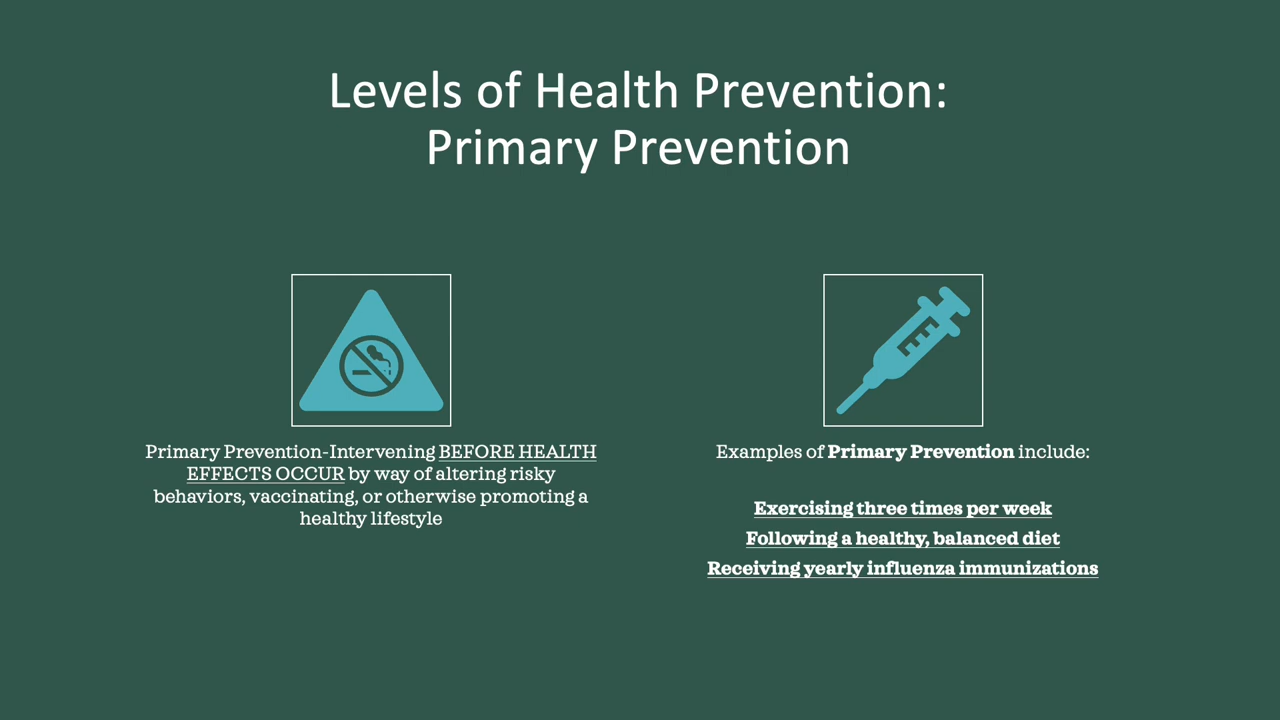 Levels of Health Prevention:
Primary Prevention
Primary Prevention-Intervening BEFORE HEALTH
EFFECTS OCCUR by way of altering risky
behaviors, vaccinating, or otherwise promoting a
healthy lifestyle
Examples of Primary Prevention include:
Exercising three times per week
Following a healthy, balanced diet
Receiving yearly influenza immunizations